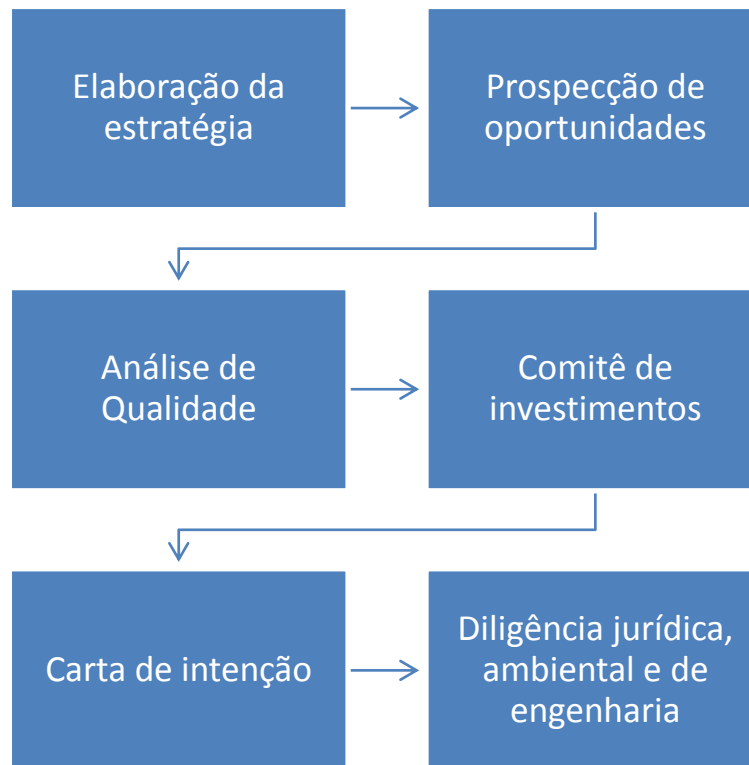 Elaboração da
estratégia
Prospecção de
oportunidades
Análise de
Qualidade
Comitê de
investimentos
Carta de intenção
Diligência jurídica,
ambiental e de
engenharia